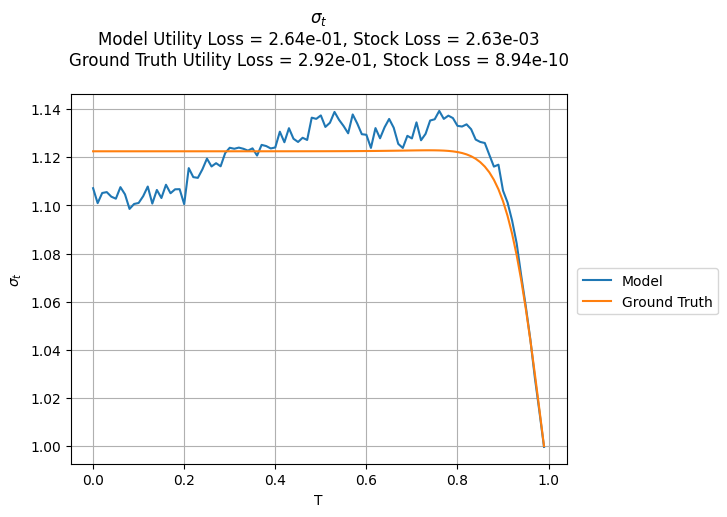 σt
Model Utility Loss = 2.64e-01, Stock Loss = 2.63e-03
Ground Truth Utility Loss = 2.92e-01, Stock Loss = 8.94e-10
1.14
1.12
1.10
1.08
1.06
1.04
1.02
1.00
σt
0.0 0.2 0.4 0.6 0.8 1.0
T
Model
Ground Truth